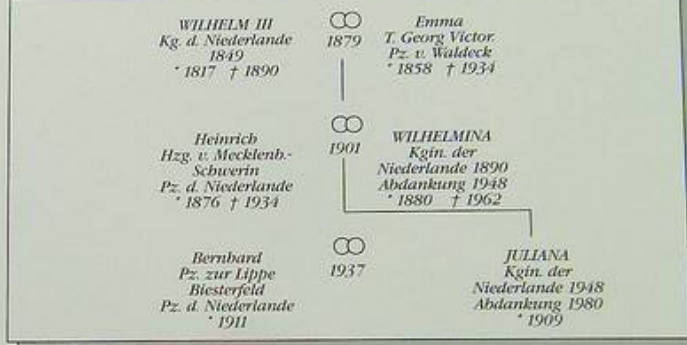 WILHELM III
Kg. d. Niederlande
1849
* 1817 † 1890
1879
Emma
T. Georg Victor.
Pz. v. Waldeck
* 1858 † 1934
Heinrich
Hzg. v. Mecklenb.-
Schwerin
Pz. d. Niederlande
* 1876 † 1934
1901
WILHELMINA
Kgin. der
Niederlande 1890
Abdankung 1948
* 1880 † 1962
Bernhard
Pz. zur Lippe
Biesterfeld
Pz. d. Niederlande
* 1911
1937
JULIANA
Kgin. der
Niederlande 1948
Abdankung 1980
* 1909